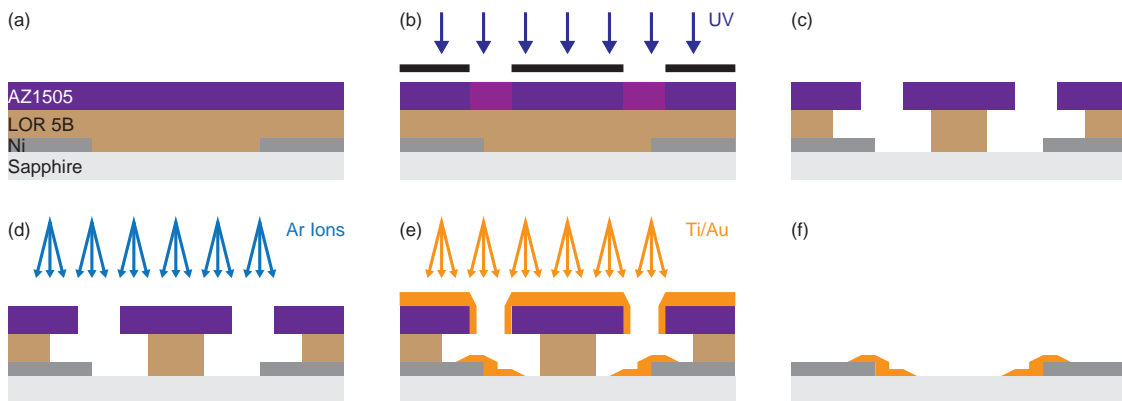 (a)
AZ1505
LOR 5B
Ni
Sapphire
(b)
UV
(c)
(d)
Ar Ions
(e)
Ti/Au
(f)